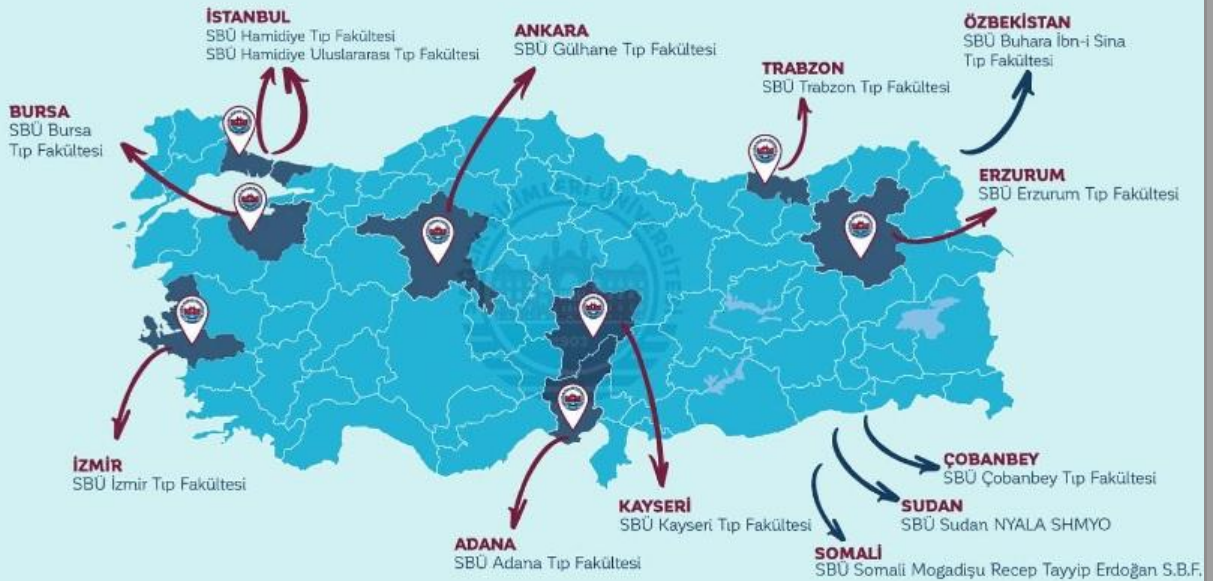 İSTANBUL
SBÜ Hamidiye Tıp Fakültesi
SBÜ Hamidiye Uluslararası Tıp Fakültesi
ANKARA
SBÜ Gülhane Tıp Fakültesi
ÖZBEKİSTAN
SBÜ Buhara İbn-i Sina
Tıp Fakültesi
TRABZON
SBÜ Trabzon Tıp Fakültesi
BURSA
SBÜ Bursa
Tıp Fakültesi
ERZURUM
SBÜ Erzurum Tıp Fakültesi
İZMİR
SBÜ İzmir Tıp Fakültesi
ÇOBANBEY
SBÜ Çobanbey Tıp Fakültesi
KAYSERİ
SBÜ Kayseri Tıp Fakültesi
SUDAN
SBÜ Sudan NYALA SHMYO
ADANA
SBÜ Adana Tıp Fakültesi
SOMALİ
SBÜ Somali Mogadişu Recep Tayyip Erdoğan S.B.F.